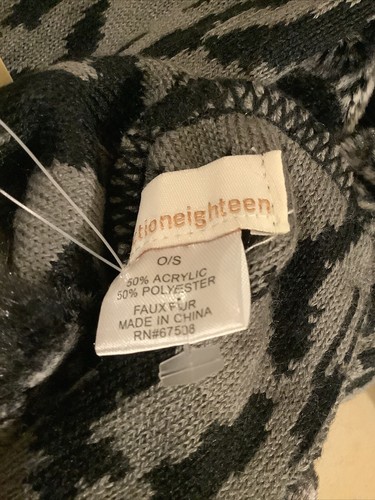 tioneighteen
O/S
50% ACRYLIC
50% POLYESTER
FAUX FUR
MADE IN CHINA
RN#67508